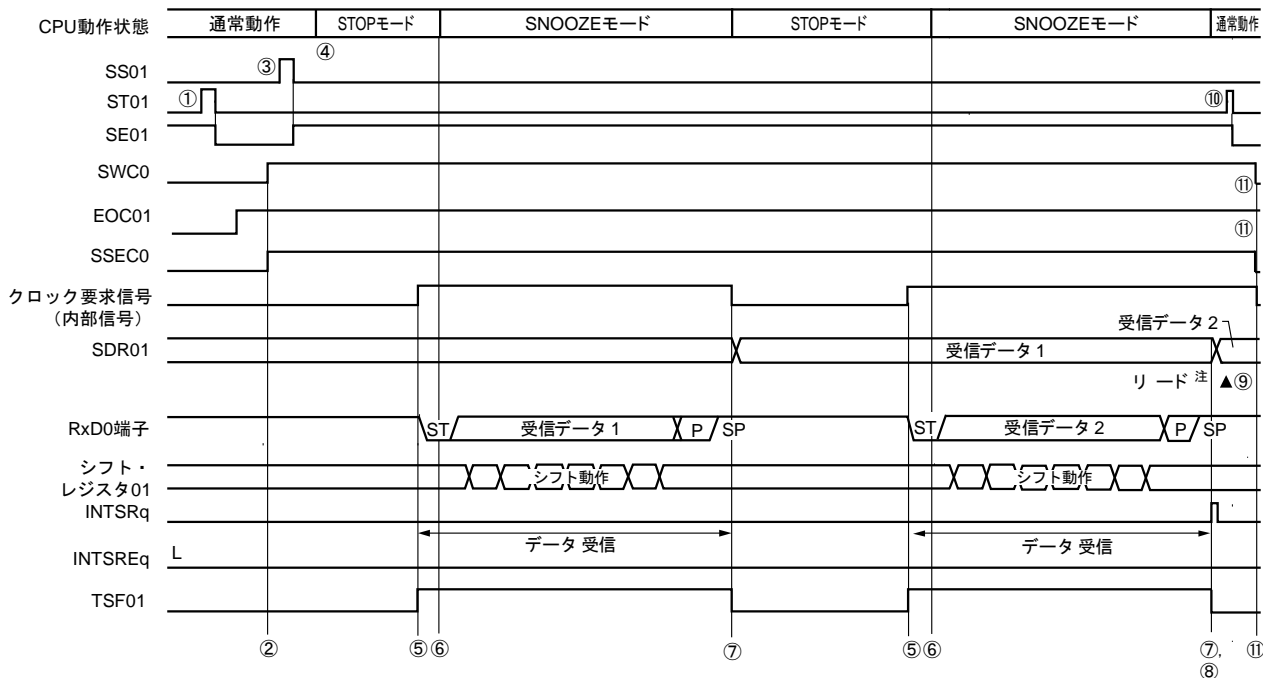 CPU動作状態 通常動作 STOPモード SNOOZEモード STOPモード SNOOZEモード 通常動作
④
SS01 ③
ST01 ① ⑩
SE01
SWC0
⑪
EOC01
⑪
SSEC0
クロック要求信号
（内部信号）
受信データ2
SDR01 受信データ1
リード 注 ▲⑨
RxD0端子 ST 受信データ1 P SP ST 受信データ2 P SP
シフト・
レジスタ01 シフト動作 シフト動作
INTSRq
データ受信 データ受信
INTSREq L
TSF01
② ⑤ ⑥ ⑦ ⑤ ⑥ ⑦, ⑪
⑧